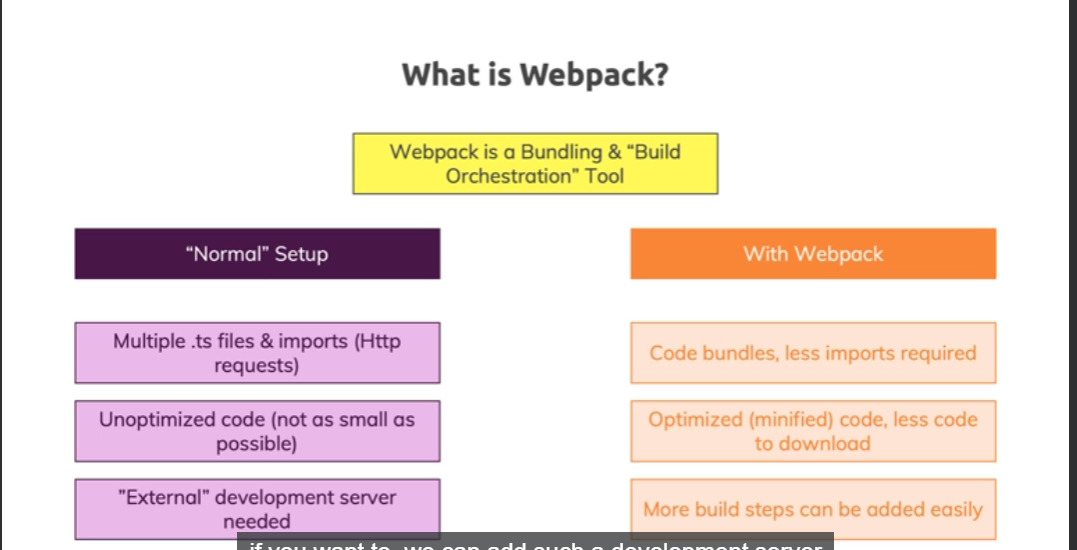 What is Webpack?
Webpack is a Bundling & “Build
Orchestration” Tool
“Normal” Setup
Multiple .ts files & imports (Http
requests)
Unoptimized code (not as small as
possible)
”External” development server
needed
With Webpack
Code bundles, less imports required
Optimized (minified) code, less code
to download
More build steps can be added easily
if you want to, we can add such a development server